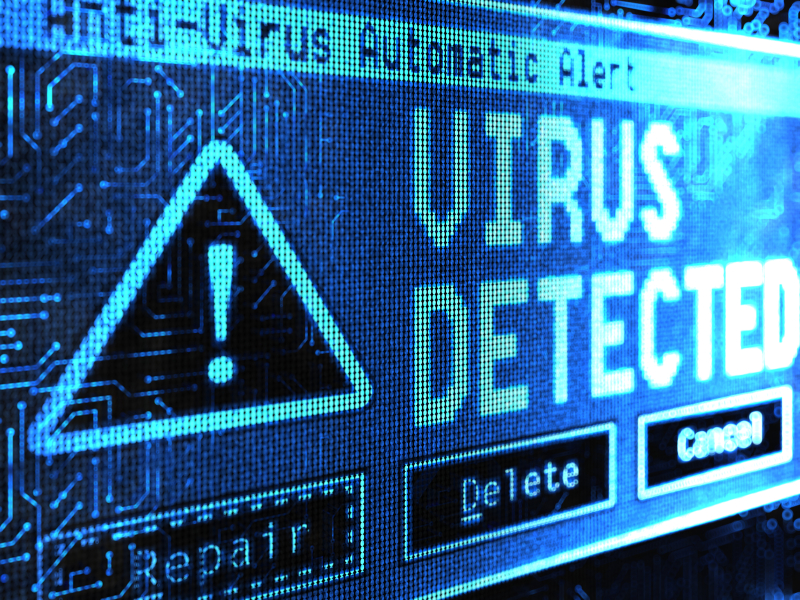 Anti-Virus Automatic Alert
VIRUS
DETECTED
Repair Delete Cancel